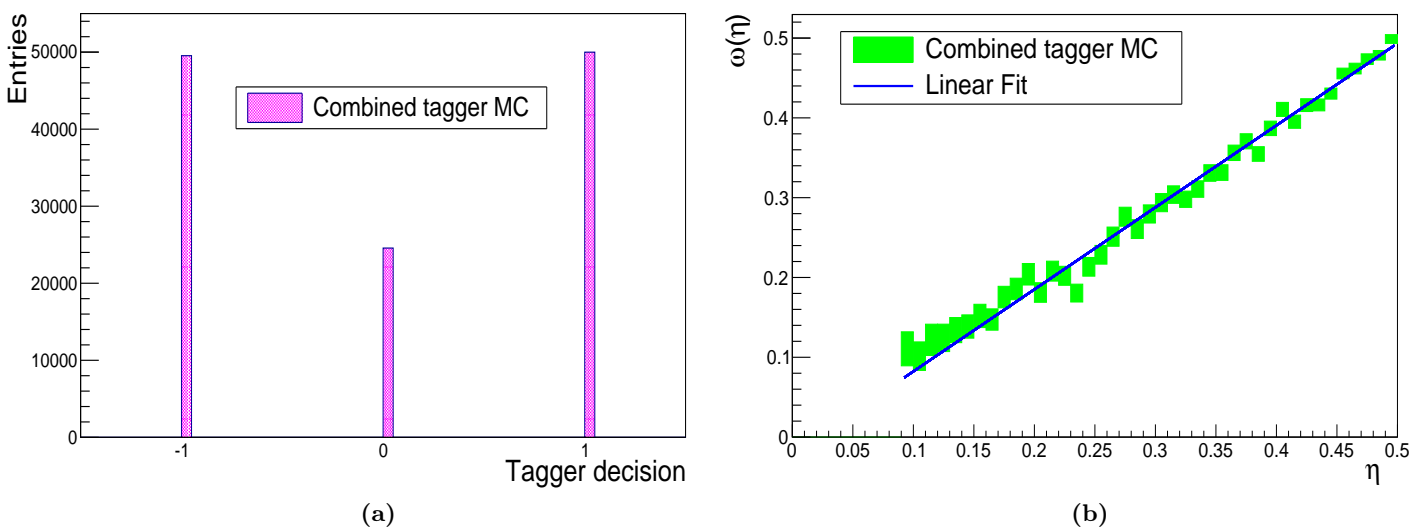 Entries
50000
40000
30000
20000
10000
0
Combined tagger MC
-1
0
1
Tagger decision
(a)
ω(η)
0.5
0.4
0.3
0.2
0.1
0
Combined tagger MC
Linear Fit
0
0.05
0.1
0.15
0.2
0.25
0.3
0.35
0.4
0.45
0.5
η
(b)